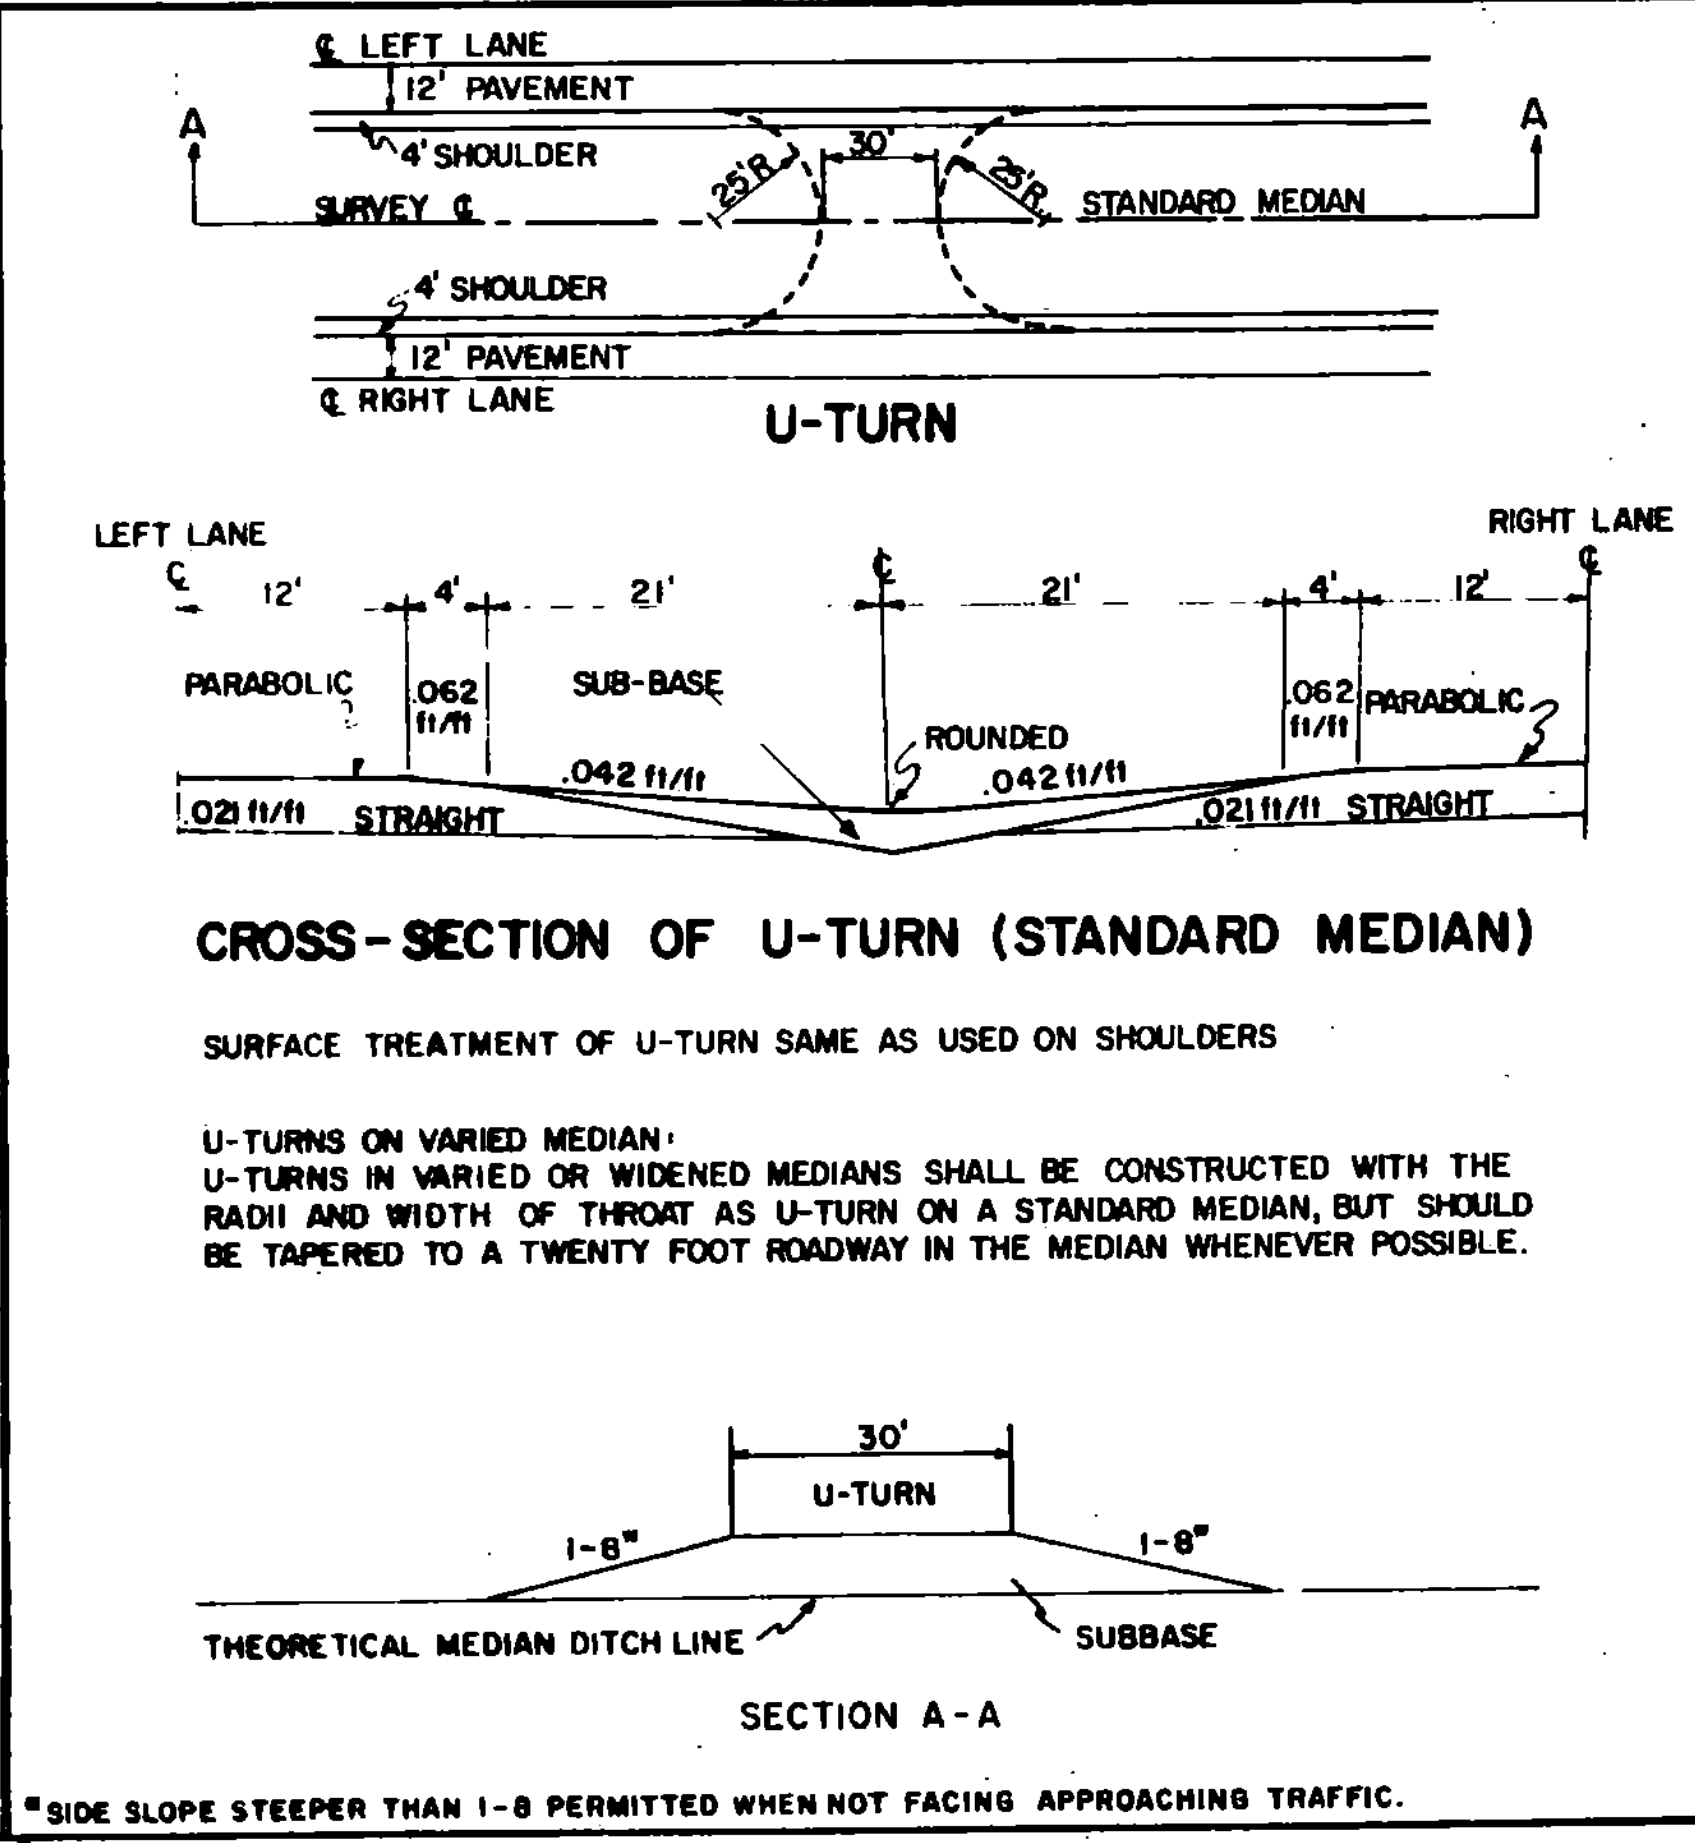 ℄ LEFT LANE
12' PAVEMENT
A
A
4' SHOULDER
30'
25'R.
25'R.
SURVEY ℄
STANDARD MEDIAN
4' SHOULDER
12' PAVEMENT
℄ RIGHT LANE
U-TURN
LEFT LANE
RIGHT LANE
℄
℄
℄
12'
4'
21'
21'
4'
12'
PARABOLIC
.062
ft/ft
SUB-BASE
.062
ft/ft
PARABOLIC
ROUNDED
.042 ft/ft
.042 ft/ft
.021 ft/ft STRAIGHT
.021 ft/ft STRAIGHT
CROSS-SECTION OF U-TURN (STANDARD MEDIAN)
SURFACE TREATMENT OF U-TURN SAME AS USED ON SHOULDERS
U-TURNS ON VARIED MEDIAN:
U-TURNS IN VARIED OR WIDENED MEDIANS SHALL BE CONSTRUCTED WITH THE
RADII AND WIDTH OF THROAT AS U-TURN ON A STANDARD MEDIAN, BUT SHOULD
BE TAPERED TO A TWENTY FOOT ROADWAY IN THE MEDIAN WHENEVER POSSIBLE.
30'
U-TURN
1-8*
1-8*
THEORETICAL MEDIAN DITCH LINE
SUBBASE
SECTION A-A
*SIDE SLOPE STEEPER THAN 1-8 PERMITTED WHEN NOT FACING APPROACHING TRAFFIC.